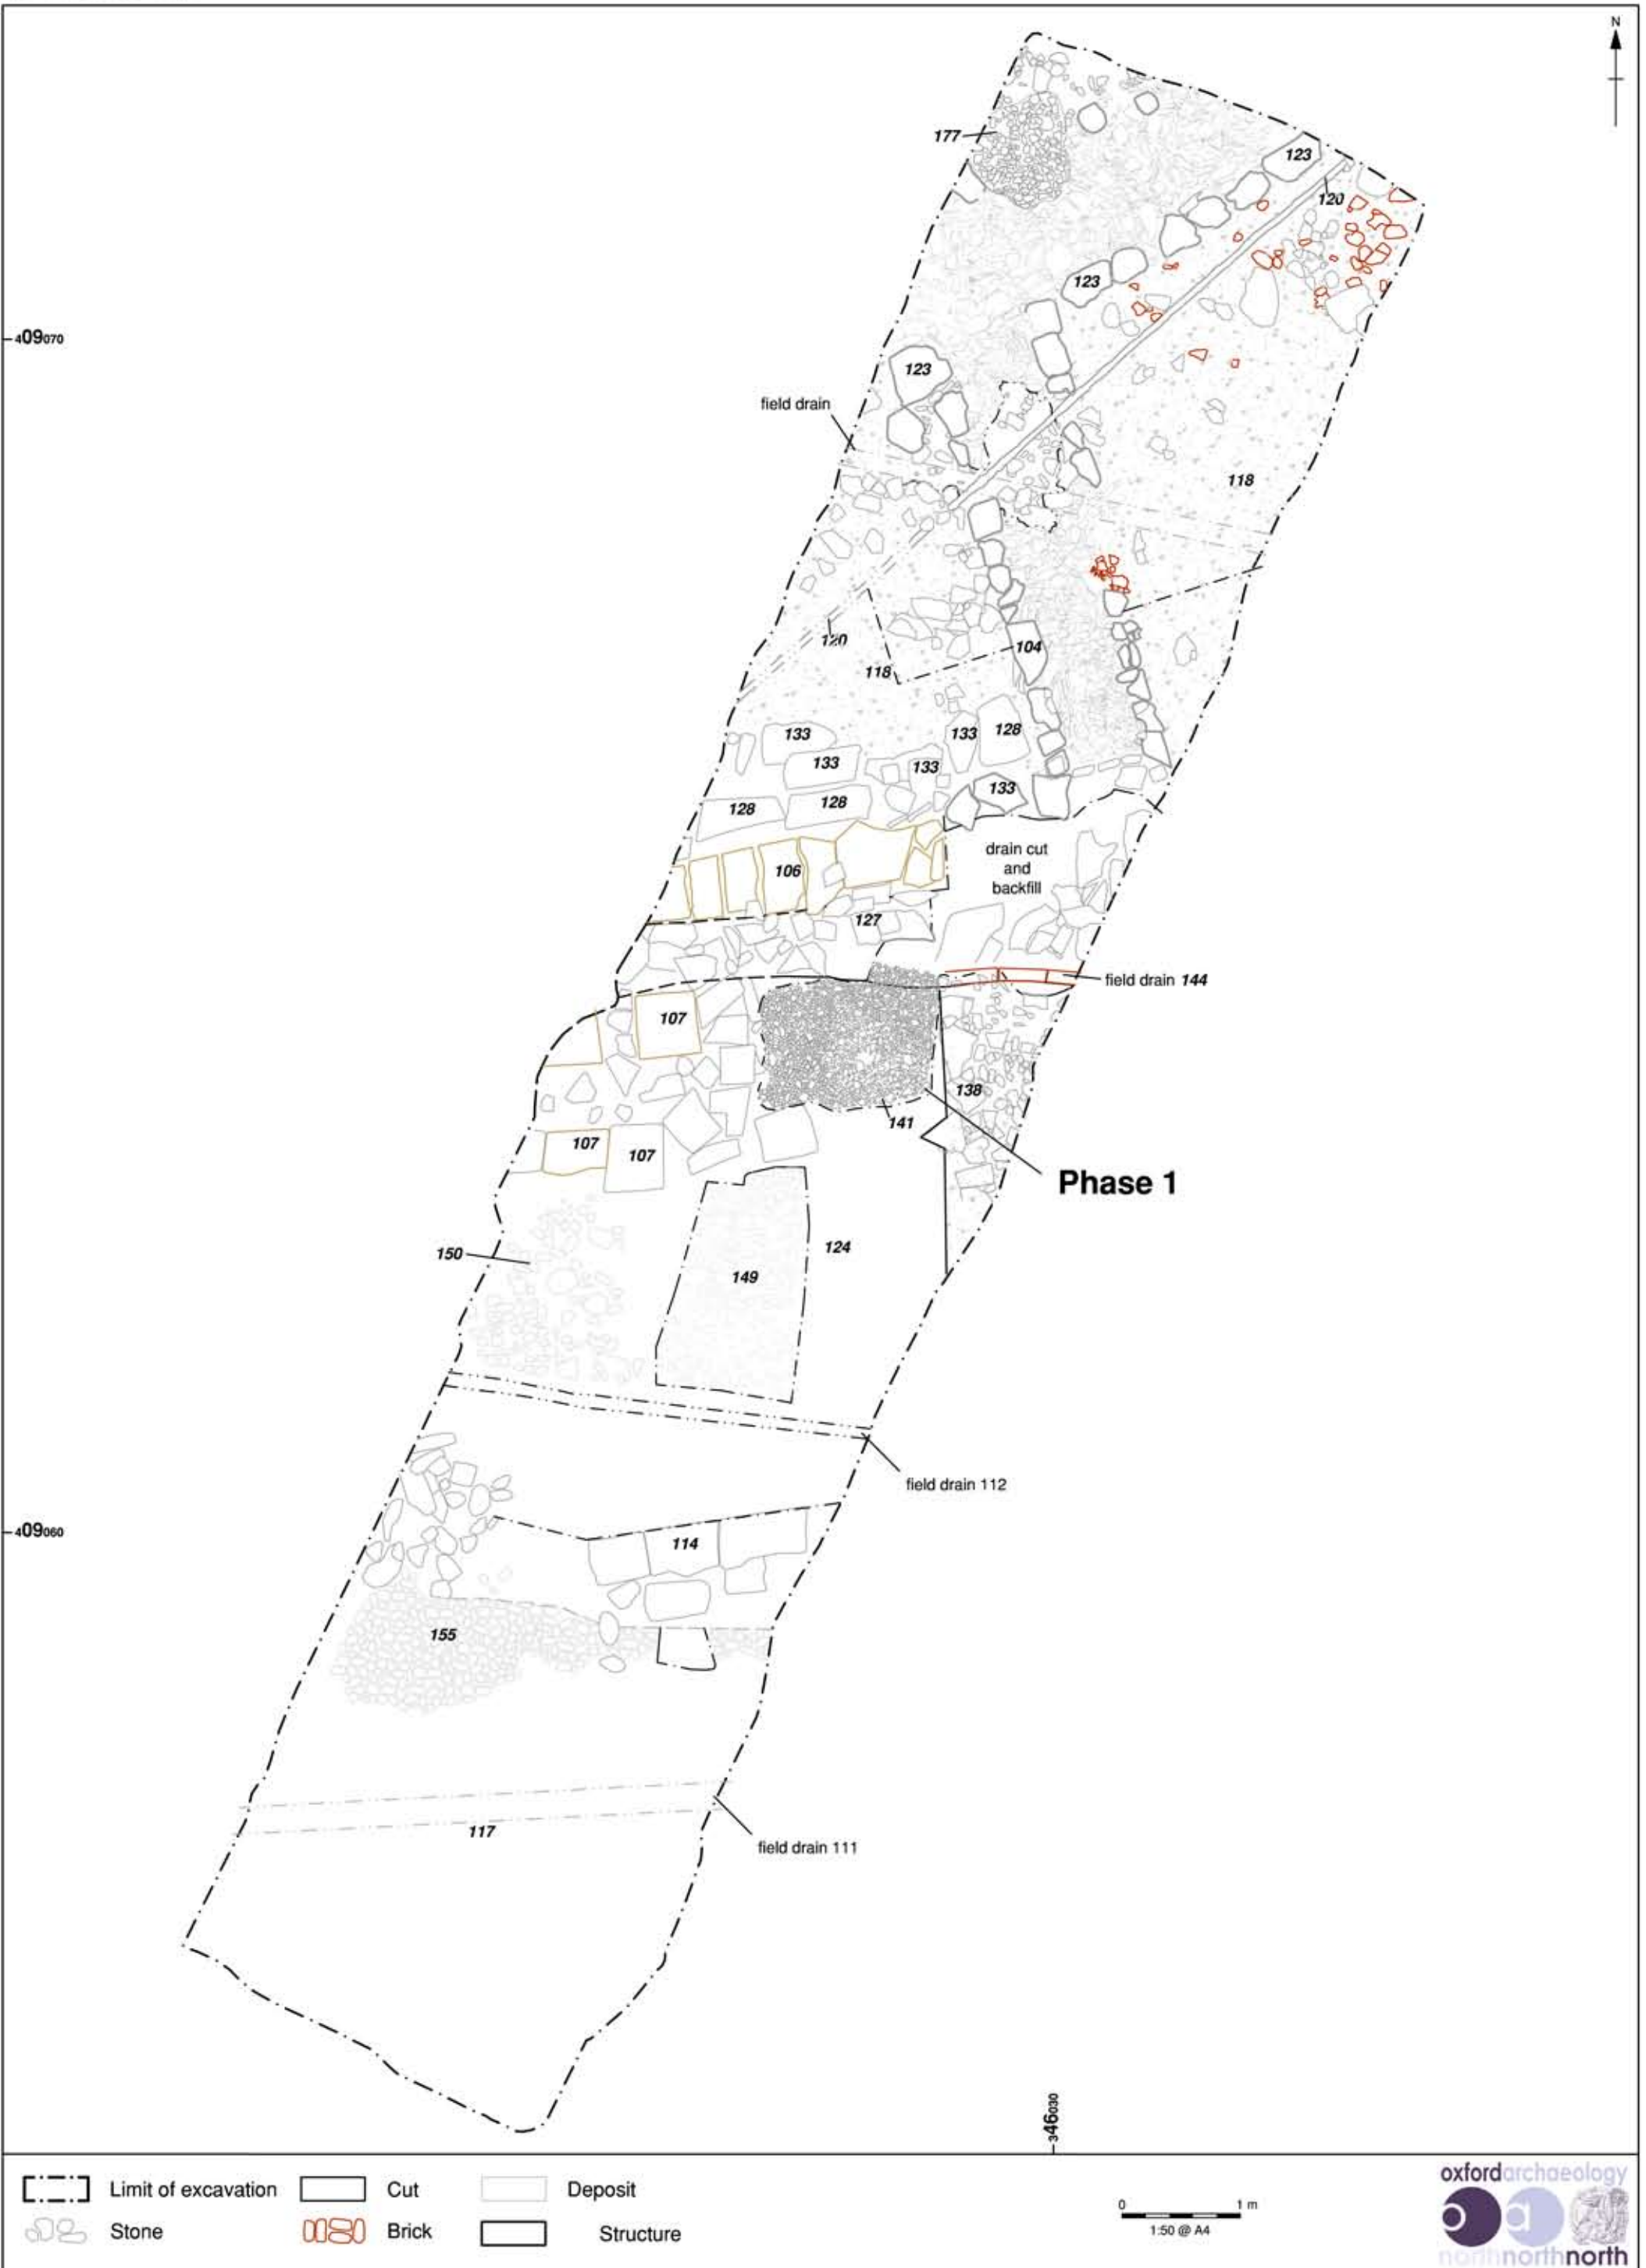 N
177
123
120
123
409070
123
field drain
118
120
104
118
133
133
128
133
133
133
128
128
106
drain cut
and
backfill
127
field drain 144
107
138
141
107
107
Phase 1
150
124
149
field drain 112
409060
114
155
117
field drain 111
346030
Limit of excavation
Cut
Deposit
Stone
Brick
Structure
0 1 m
1:50 @ A4
oxfordarchaeology
northnorthnorth